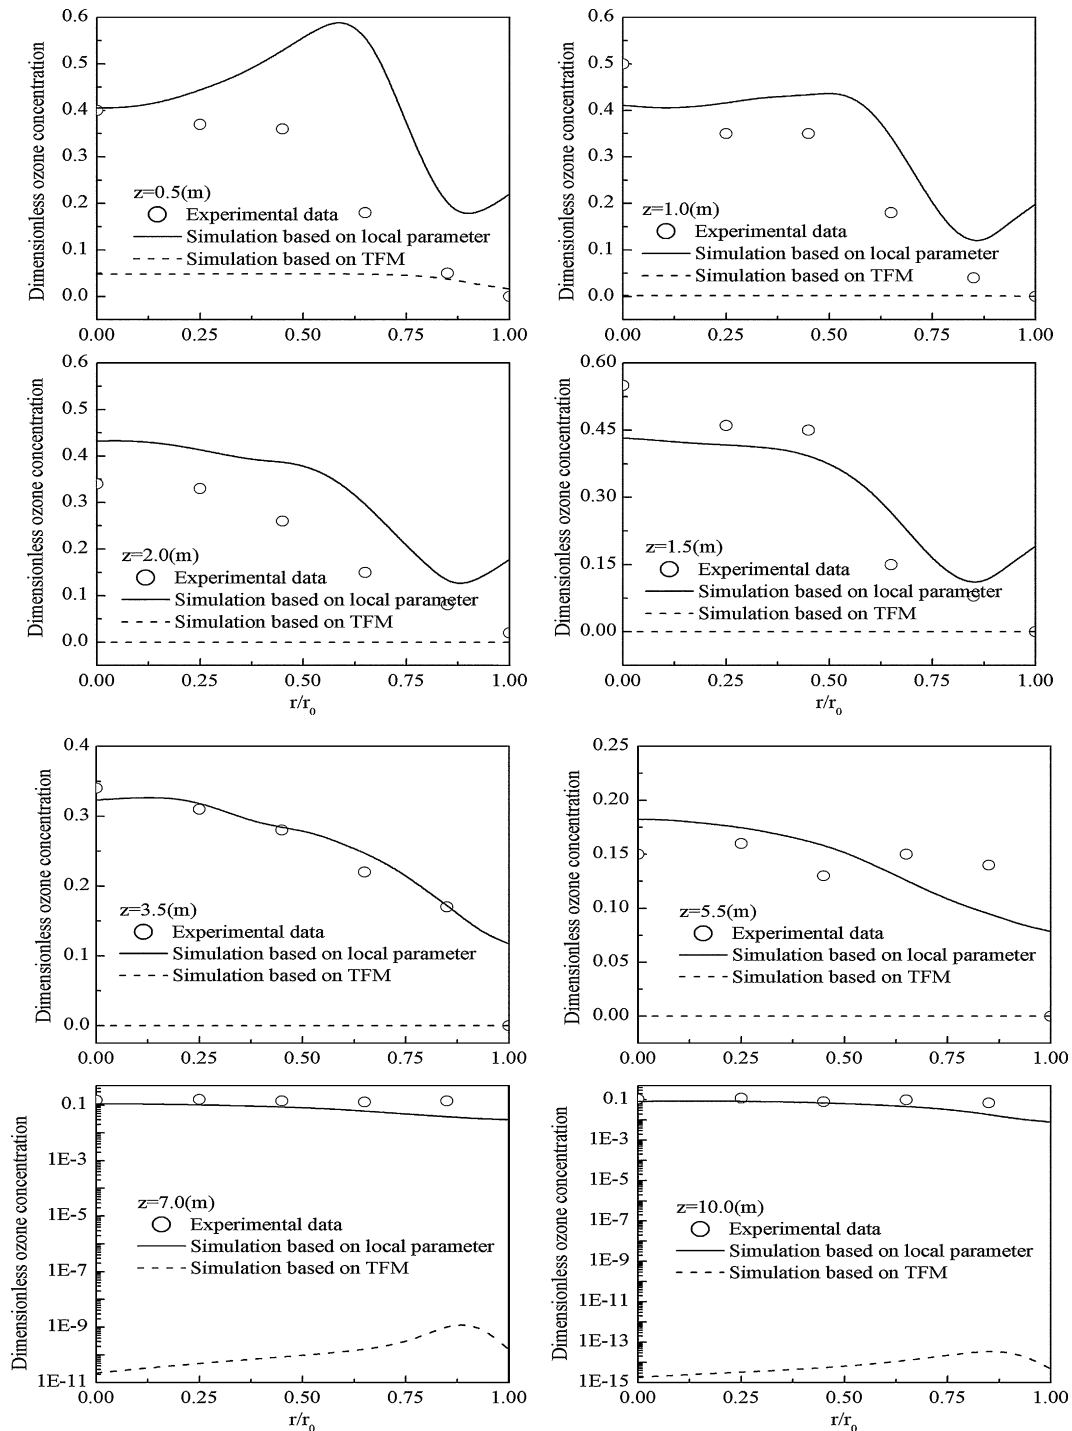 Dimensionless ozone concentration
0.6
0.5
0.4
0.3
0.2
0.1
0.0
z=0.5(m)
Experimental data
Simulation based on local parameter
Simulation based on TFM
0.00 0.25 0.50 0.75 1.00
Dimensionless ozone concentration
0.6
0.5
0.4
0.3
0.2
0.1
0.0
z=1.0(m)
Experimental data
Simulation based on local parameter
Simulation based on TFM
0.00 0.25 0.50 0.75 1.00
Dimensionless ozone concentration
0.6
0.5
0.4
0.3
0.2
0.1
0.0
z=2.0(m)
Experimental data
Simulation based on local parameter
Simulation based on TFM
0.00 0.25 0.50 0.75 1.00
r/r0
Dimensionless ozone concentration
0.60
0.45
0.30
0.15
0.00
z=1.5(m)
Experimental data
Simulation based on local parameter
Simulation based on TFM
0.00 0.25 0.50 0.75 1.00
r/r0
Dimensionless ozone concentration
0.4
0.3
0.2
0.1
0.0
z=3.5(m)
Experimental data
Simulation based on local parameter
Simulation based on TFM
0.00 0.25 0.50 0.75 1.00
Dimensionless ozone concentration
0.25
0.20
0.15
0.10
0.05
0.00
z=5.5(m)
Experimental data
Simulation based on local parameter
Simulation based on TFM
0.00 0.25 0.50 0.75 1.00
Dimensionless ozone concentration
0.1
1E-3
1E-5
1E-7
1E-9
1E-11
z=7.0(m)
Experimental data
Simulation based on local parameter
Simulation based on TFM
0.00 0.25 0.50 0.75 1.00
r/r0
Dimensionless ozone concentration
0.1
1E-3
1E-5
1E-7
1E-9
1E-11
1E-13
1E-15
z=10.0(m)
Experimental data
Simulation based on local parameter
Simulation based on TFM
0.00 0.25 0.50 0.75 1.00
r/r0